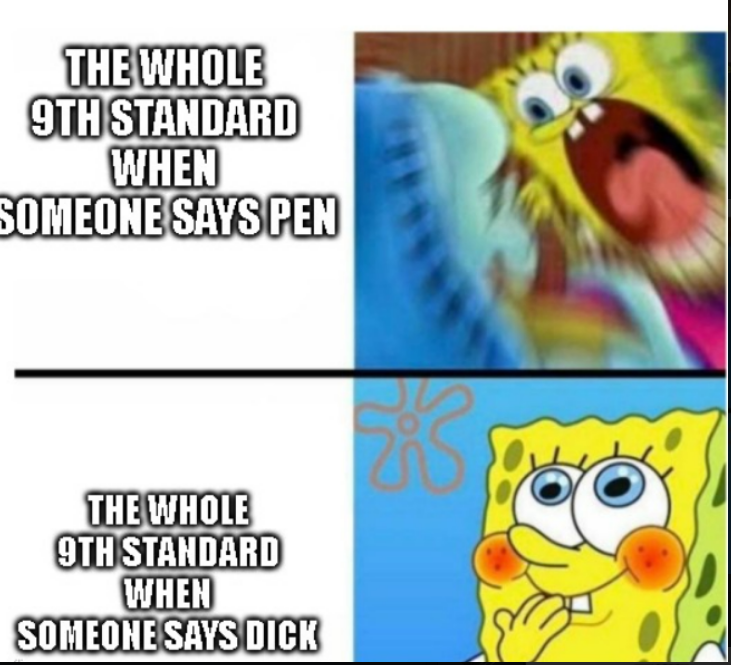 THE WHOLE
9TH STANDARD
WHEN
SOMEONE SAYS PEN
THE WHOLE
9TH STANDARD
WHEN
SOMEONE SAYS DICK